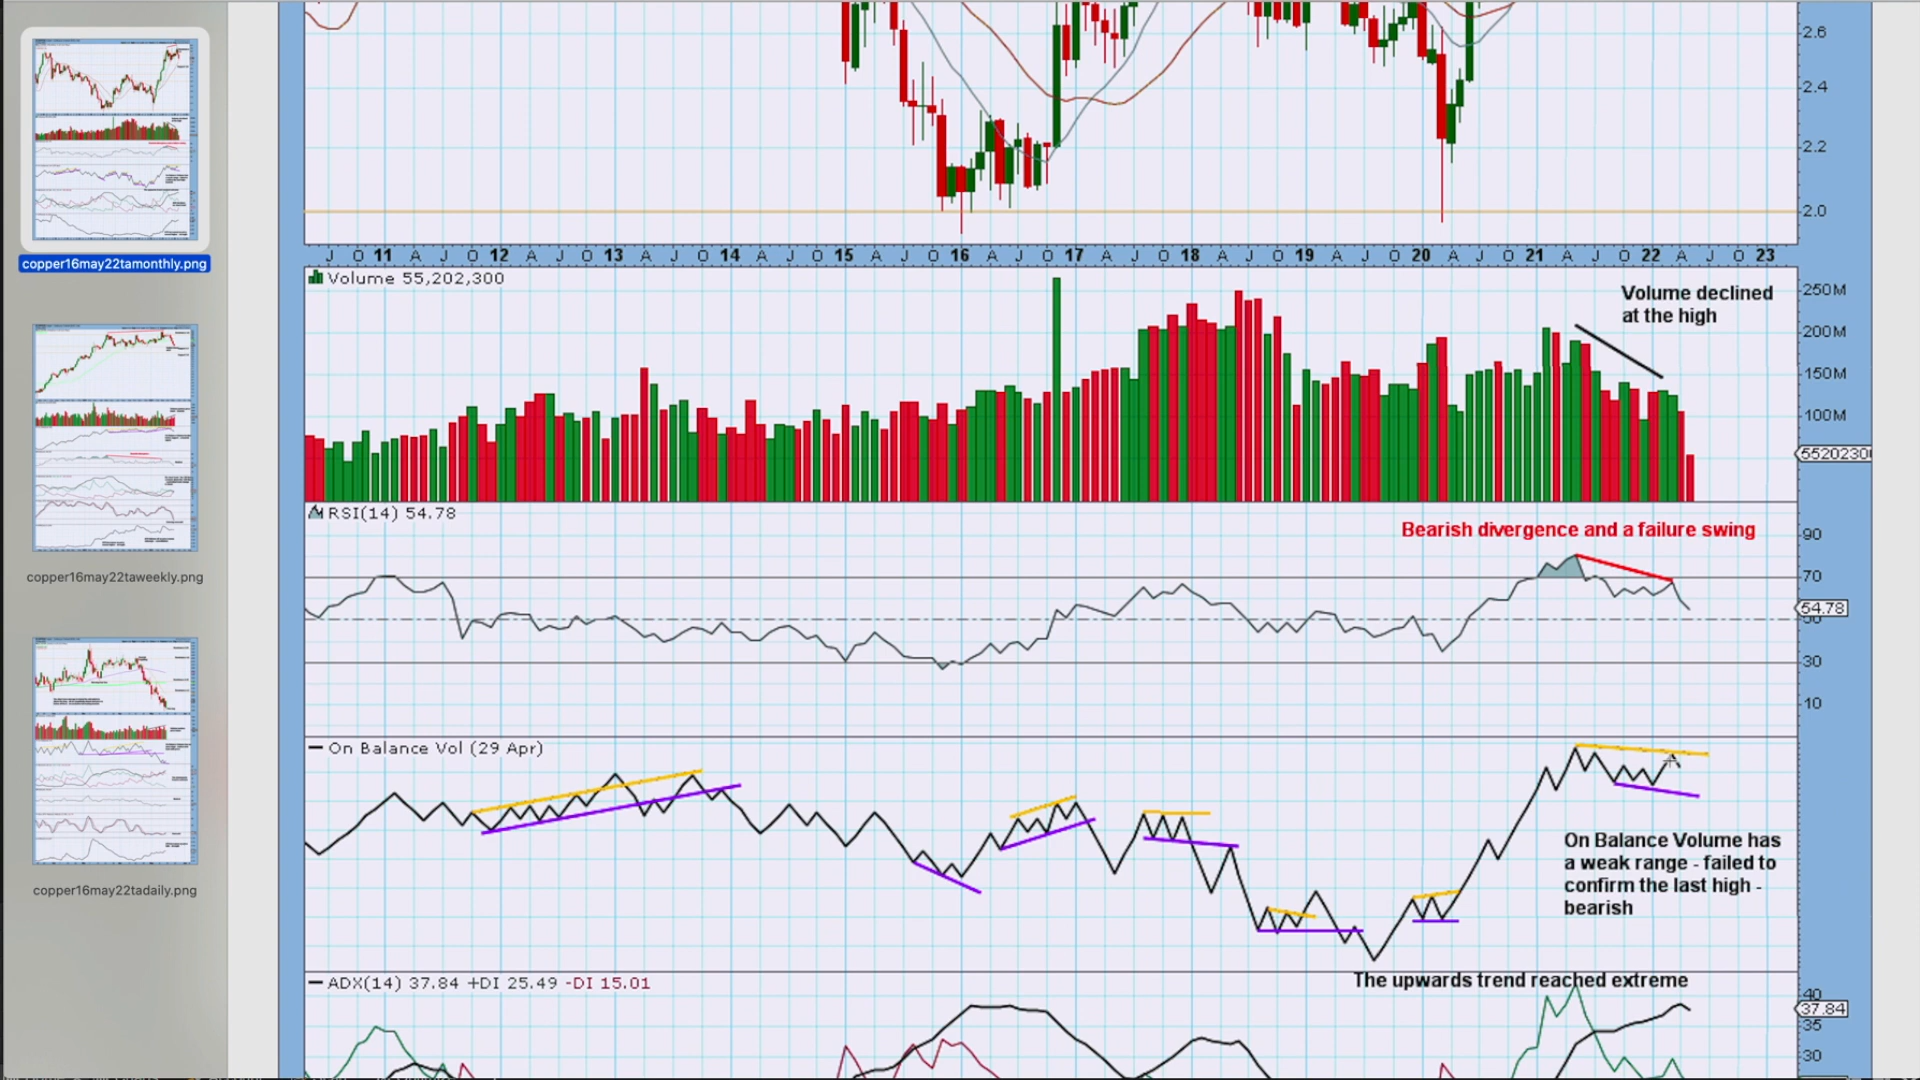 copper16may22tamonthly.png
copper16may22taweekly.png
copper16may22tadaily.png
2.6
2.4
2.2
2.0
O 11 A J O 12 A J O 13 A J O 14 A J O 15 A J O 16 A J O 17 A J O 18 A J O 19 A J O 20 A J O 21 A J O 22 A J O 23
Volume 55,202,300
Volume declined
at the high
250M
200M
150M
100M
RSI(14) 54.78
Bearish divergence and a failure swing
90
70
54.78
50
30
10
On Balance Vol (29 Apr)
On Balance Volume has
a weak range - failed to
confirm the last high -
bearish
ADX(14) 37.84 +DI 25.49 -DI 15.01
The upwards trend reached extreme
40
37.84
35
30